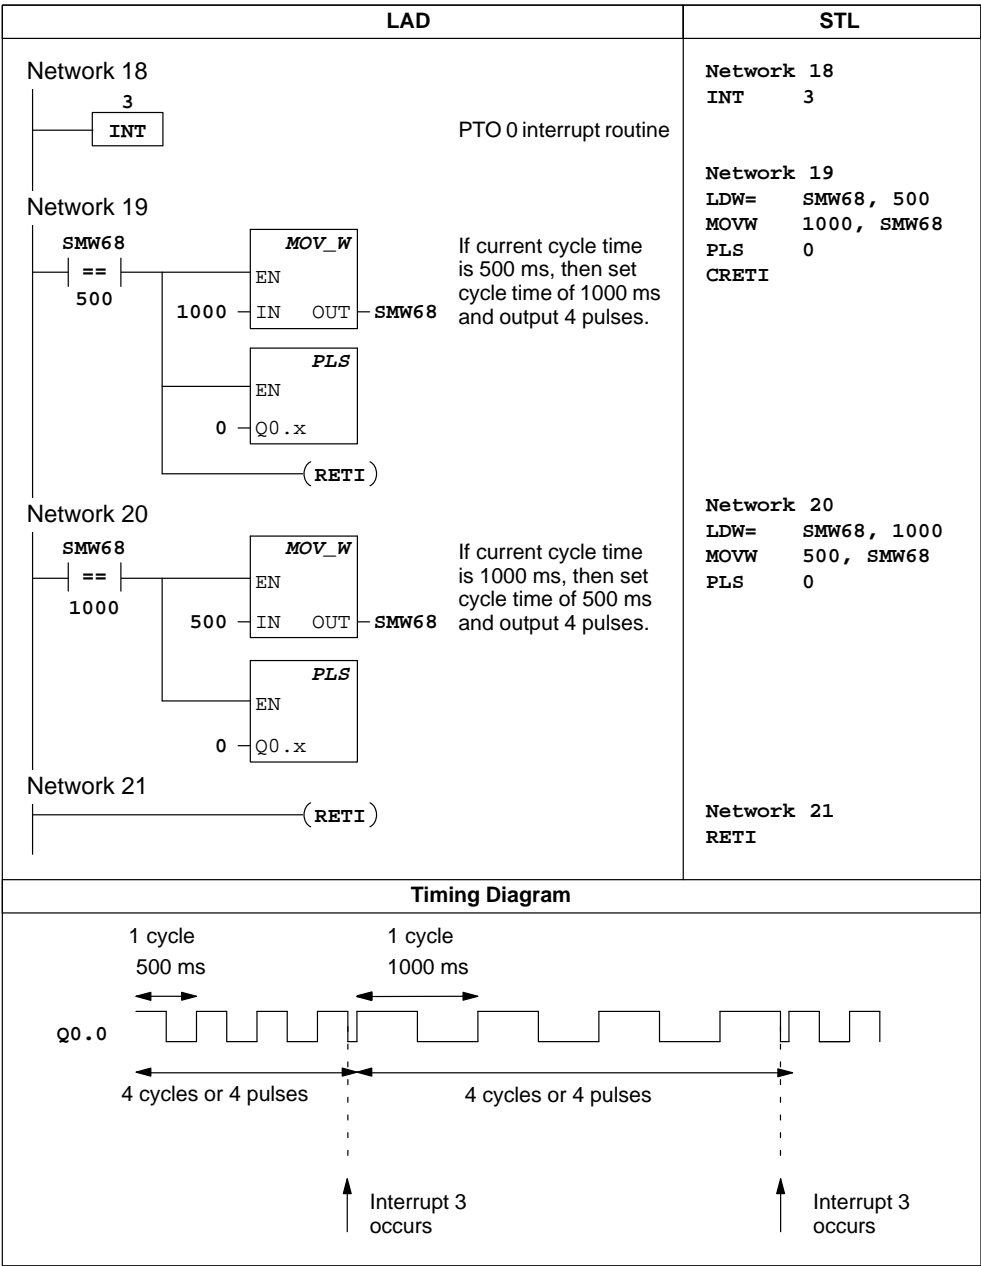 LAD
STL
Network 18
3
INT
PTO 0 interrupt routine
Network 18
INT 3
Network 19
SMW68
==
500
MOV_W
EN
1000
IN OUT
SMW68
PLS
EN
0
Q0.x
RETI
If current cycle time
is 500 ms, then set
cycle time of 1000 ms
and output 4 pulses.
Network 19
LDW= SMW68, 500
MOVW 1000, SMW68
PLS 0
CRETI
Network 20
SMW68
==
1000
MOV_W
EN
500
IN OUT
SMW68
PLS
EN
0
Q0.x
If current cycle time
is 1000 ms, then set
cycle time of 500 ms
and output 4 pulses.
Network 20
LDW= SMW68, 1000
MOVW 500, SMW68
PLS 0
Network 21
RETI
Network 21
RETI
Timing Diagram
1 cycle
500 ms
1 cycle
1000 ms
Q0.0
4 cycles or 4 pulses
4 cycles or 4 pulses
Interrupt 3
occurs
Interrupt 3
occurs